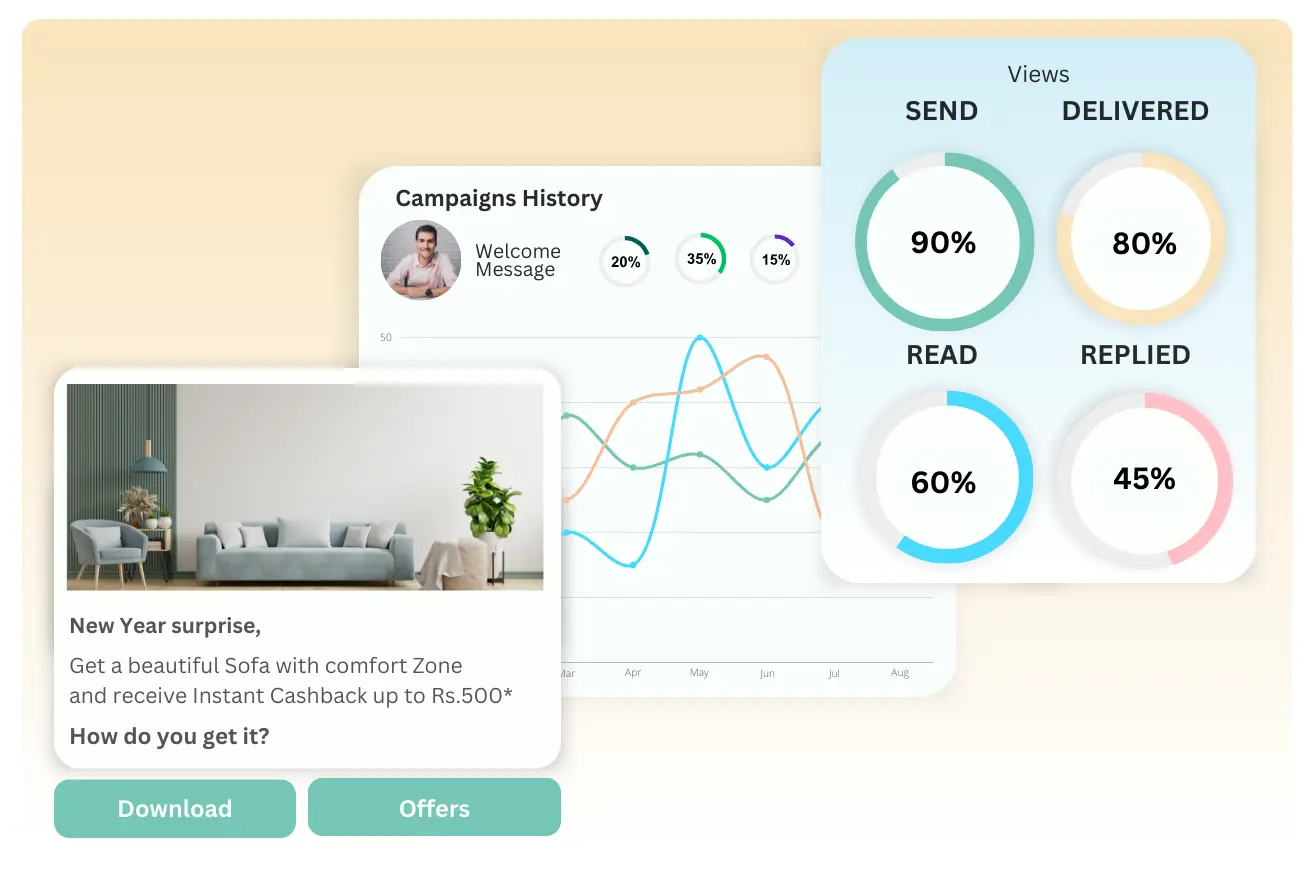 Views
SEND
DELIVERED
90%
80%
READ
REPLIED
60%
45%
Campaigns History
Welcome
Message
20%
35%
15%
50
Mar
Apr
May
Jun
Jul
Aug
New Year surprise,
Get a beautiful Sofa with comfort Zone
and receive Instant Cashback up to Rs.500*
How do you get it?
Download
Offers